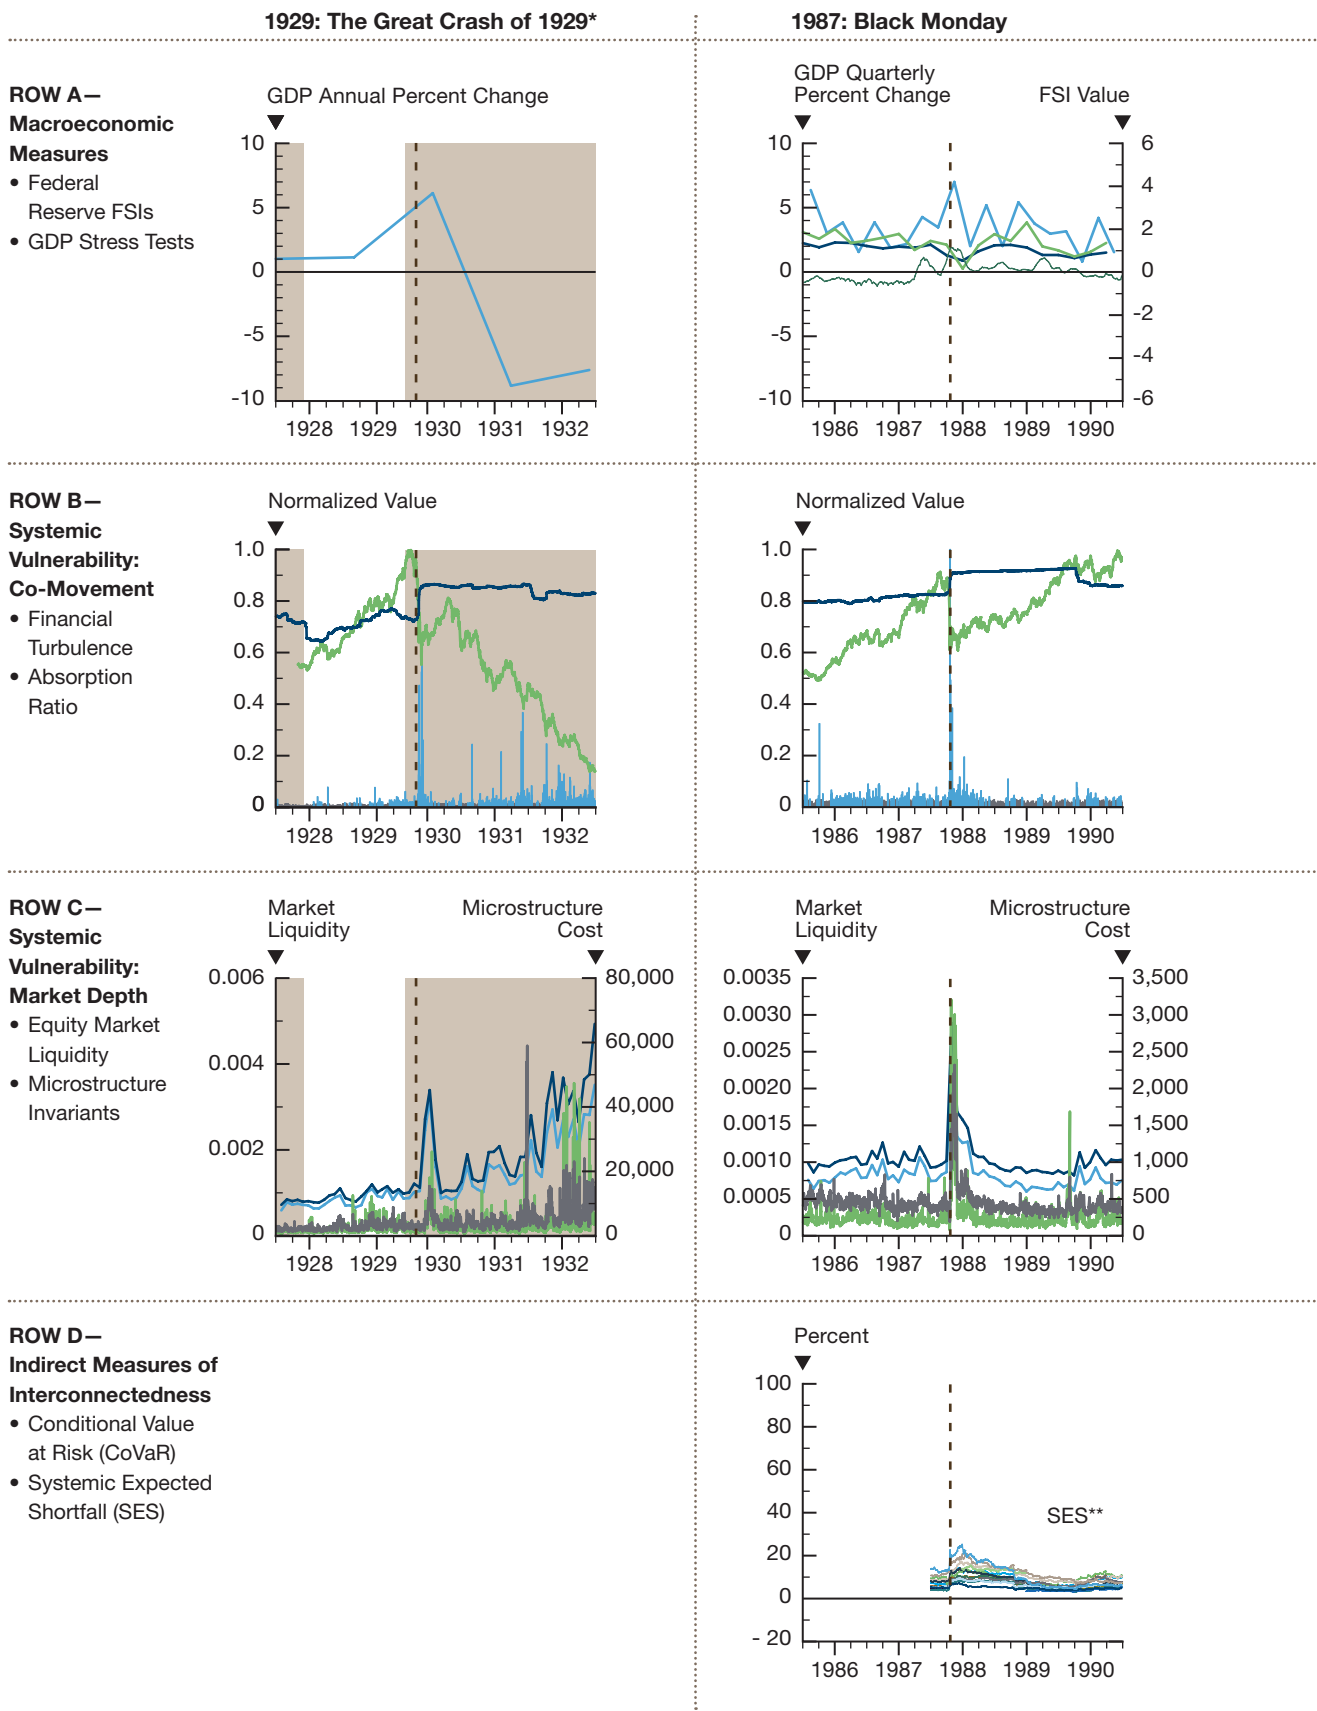 1929: The Great Crash of 1929*
1987: Black Monday
ROW A—
Macroeconomic
Measures
• Federal
Reserve FSIs
• GDP Stress Tests
GDP Annual Percent Change
10
5
0
-5
-10
1928 1929 1930 1931 1932
GDP Quarterly
Percent Change
FSI Value
10
5
0
-5
-10
6
4
2
0
-2
-4
-6
1986 1987 1988 1989 1990
ROW B—
Systemic
Vulnerability:
Co-Movement
• Financial
Turbulence
• Absorption
Ratio
Normalized Value
1.0
0.8
0.6
0.4
0.2
0
1928 1929 1930 1931 1932
Normalized Value
1.0
0.8
0.6
0.4
0.2
0
1986 1987 1988 1989 1990
ROW C—
Systemic
Vulnerability:
Market Depth
• Equity Market
Liquidity
• Microstructure
Invariants
Market
Liquidity
Microstructure
Cost
0.006
0.004
0.002
0
80,000
60,000
40,000
20,000
0
1928 1929 1930 1931 1932
Market
Liquidity
Microstructure
Cost
0.0035
0.0030
0.0025
0.0020
0.0015
0.0010
0.0005
0
3,500
3,000
2,500
2,000
1,500
1,000
500
0
1986 1987 1988 1989 1990
ROW D—
Indirect Measures of
Interconnectedness
• Conditional Value
at Risk (CoVaR)
• Systemic Expected
Shortfall (SES)
Percent
100
80
60
40
20
0
- 20
SES**
1986 1987 1988 1989 1990